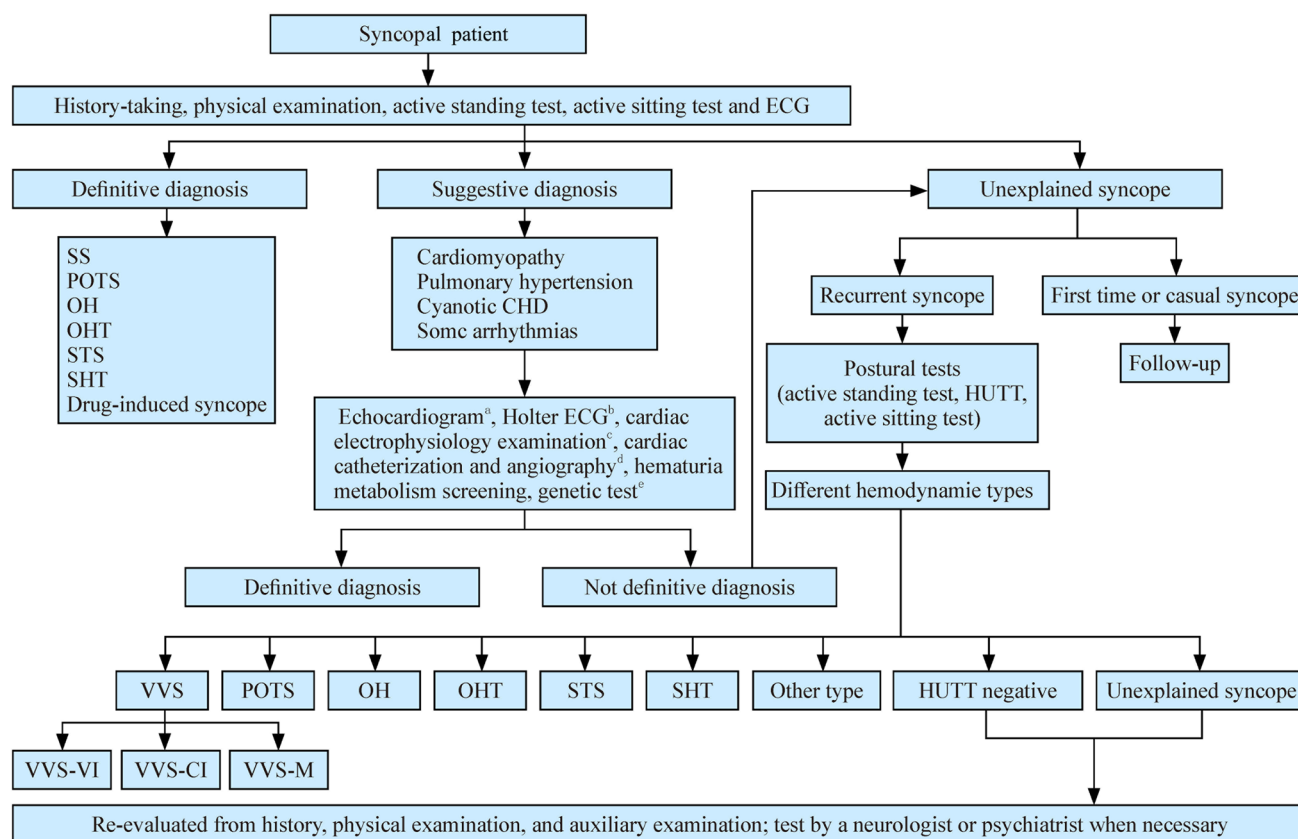 Syncopal patient
History-taking, physical examination, active standing test, active sitting test and ECG
Definitive diagnosis
Suggestive diagnosis
Unexplained syncope
SS
POTS
OH
OHT
STS
SHT
Drug-induced syncope
Cardiomyopathy
Pulmonary hypertension
Cyanotic CHD
Somc arrhythmias
Recurrent syncope
First time or casual syncope
Postural tests
(active standing test, HUTT,
active sitting test)
Follow-up
Echocardiogramᵃ, Holter ECGᵇ, cardiac
electrophysiology examinationᶜ, cardiac
catheterization and angiographyᵈ, hematuria
metabolism screening, genetic testᵉ
Different hemodynamie types
Definitive diagnosis
Not definitive diagnosis
VVS
POTS
OH
OHT
STS
SHT
Other type
HUTT negative
Unexplained syncope
VVS-VI
VVS-CI
VVS-M
Re-evaluated from history, physical examination, and auxiliary examination; test by a neurologist or psychiatrist when necessary